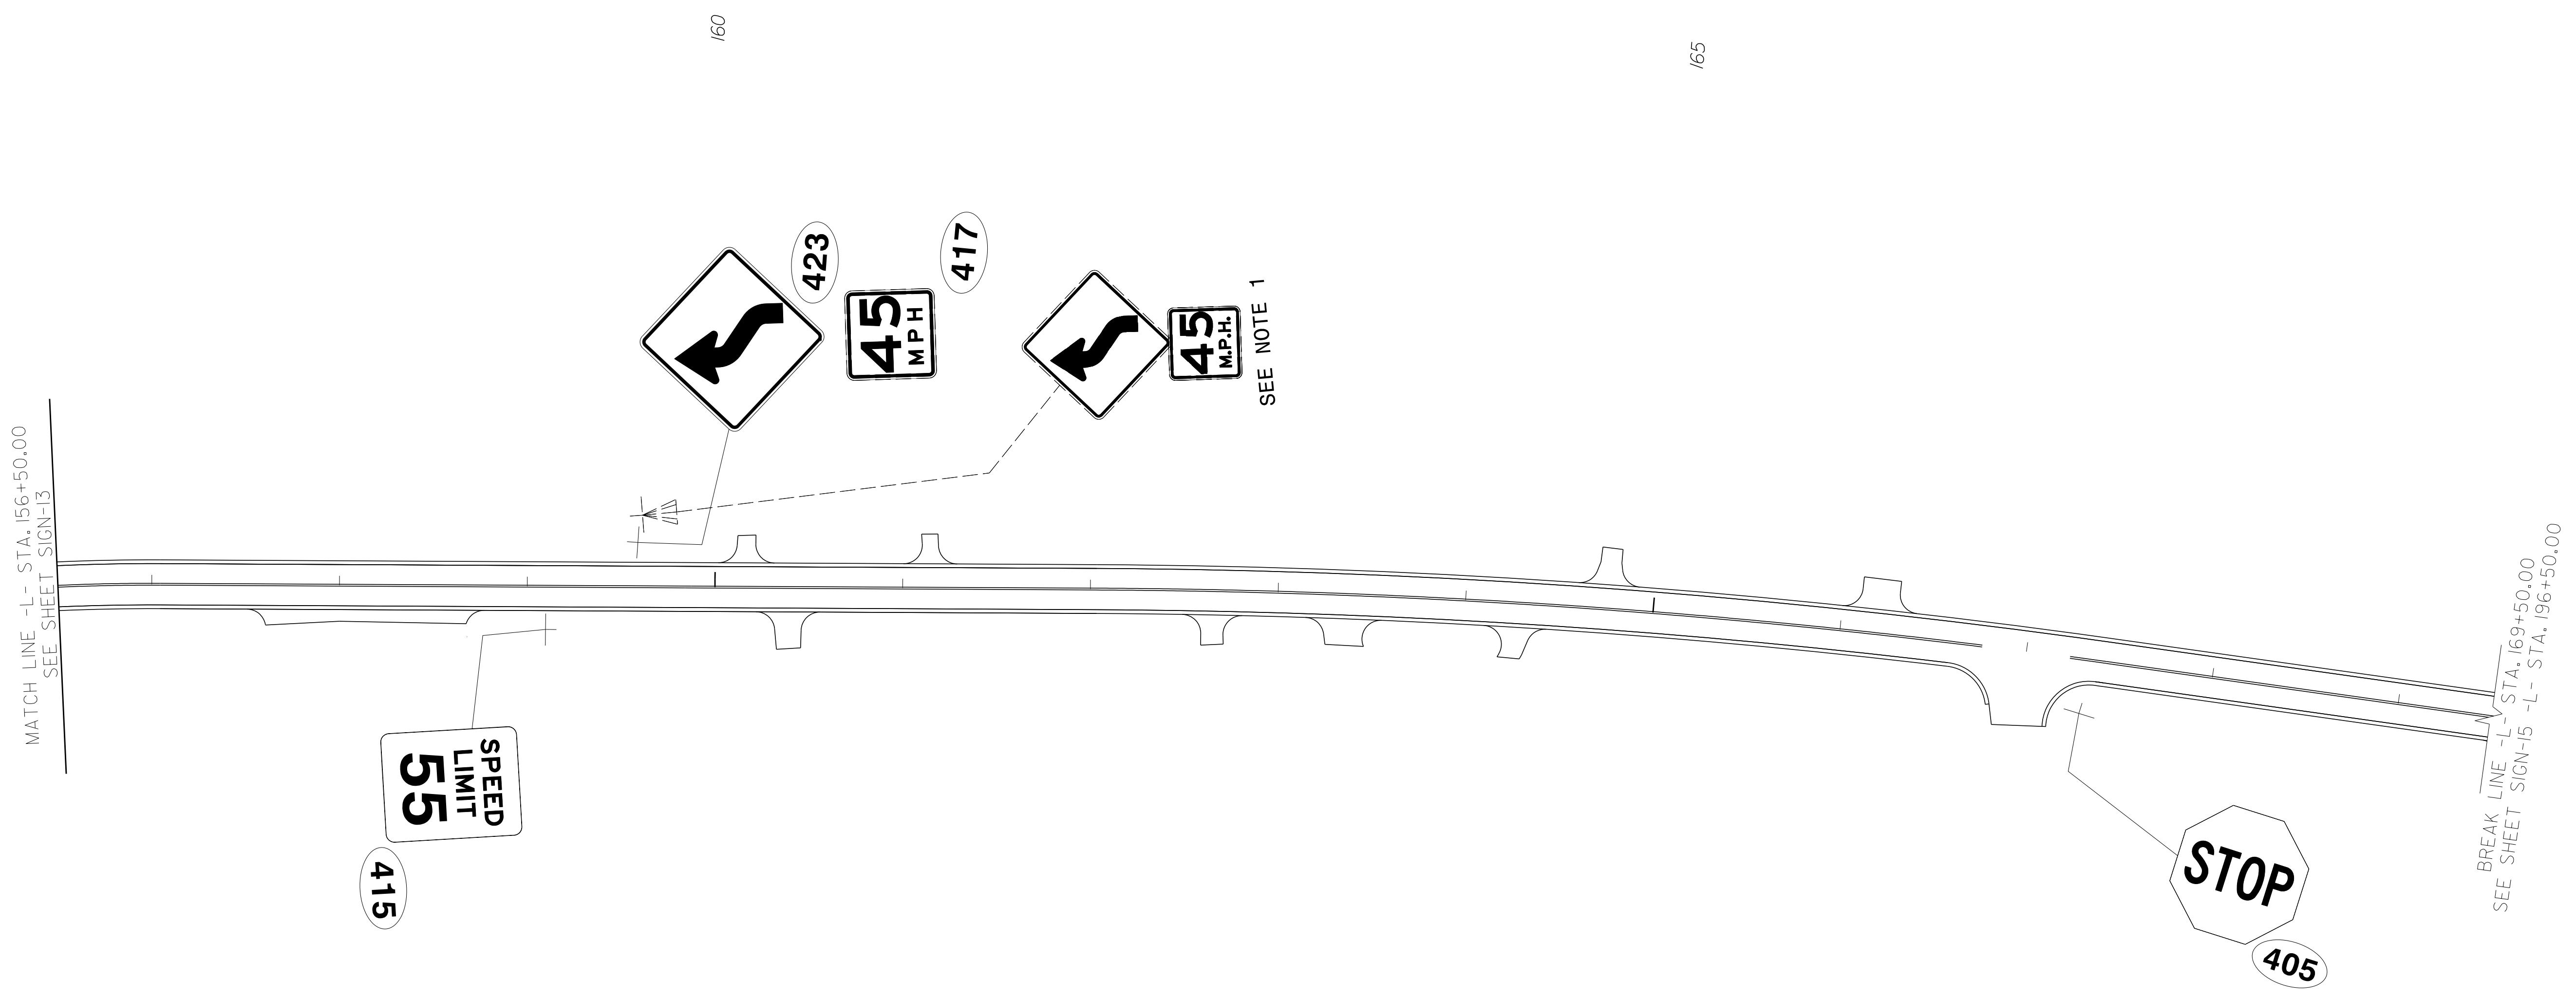 160
165
423
45
MPH
417
45
M.P.H.
SEE NOTE 1
MATCH LINE -L- STA. 156+50.00
SEE SHEET SIGN-13
SPEED
LIMIT
55
415
STOP
405
BREAK LINE -L- STA. 169+50.00
SEE SHEET SIGN-15 -L- STA. 196+50.00